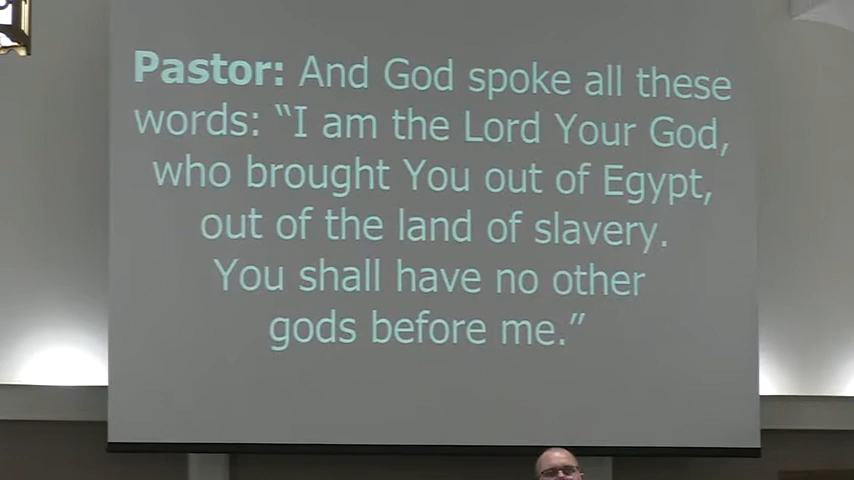 Pastor: And God spoke all these
words: “I am the Lord Your God,
who brought You out of Egypt,
out of the land of slavery.
You shall have no other
gods before me.”